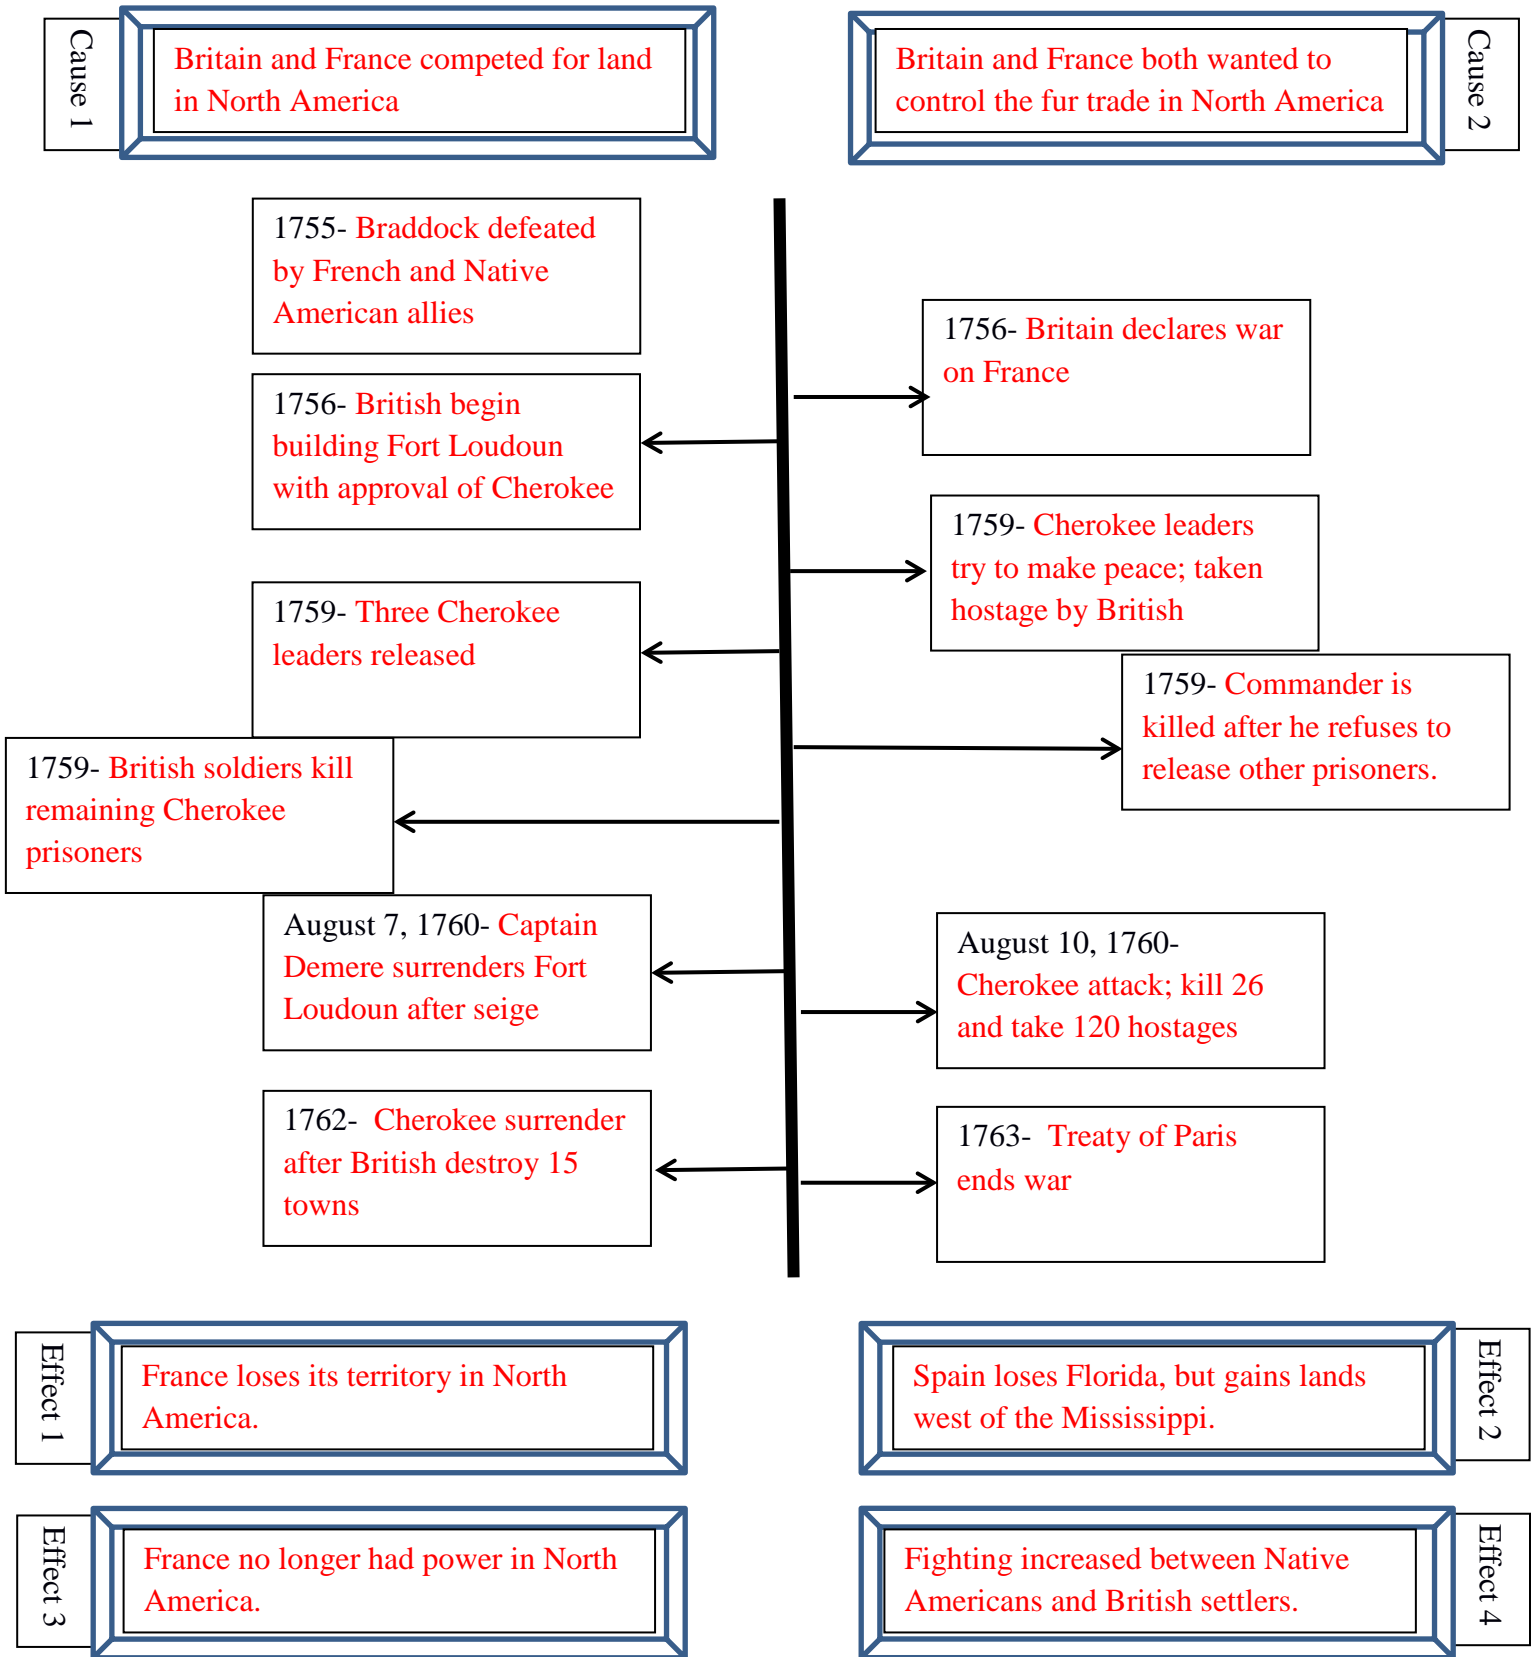 Cause 1
Britain and France competed for land
in North America
Britain and France both wanted to
control the fur trade in North America
Cause 2
1755- Braddock defeated
by French and Native
American allies
1756- Britain declares war
on France
1756- British begin
building Fort Loudoun
with approval of Cherokee
1759- Cherokee leaders
try to make peace; taken
hostage by British
1759- Three Cherokee
leaders released
1759- Commander is
killed after he refuses to
release other prisoners.
1759- British soldiers kill
remaining Cherokee
prisoners
August 7, 1760- Captain
Demere surrenders Fort
Loudoun after seige
August 10, 1760-
Cherokee attack; kill 26
and take 120 hostages
1762- Cherokee surrender
after British destroy 15
towns
1763- Treaty of Paris
ends war
Effect 1
France loses its territory in North
America.
Spain loses Florida, but gains lands
west of the Mississippi.
Effect 2
Effect 3
France no longer had power in North
America.
Fighting increased between Native
Americans and British settlers.
Effect 4